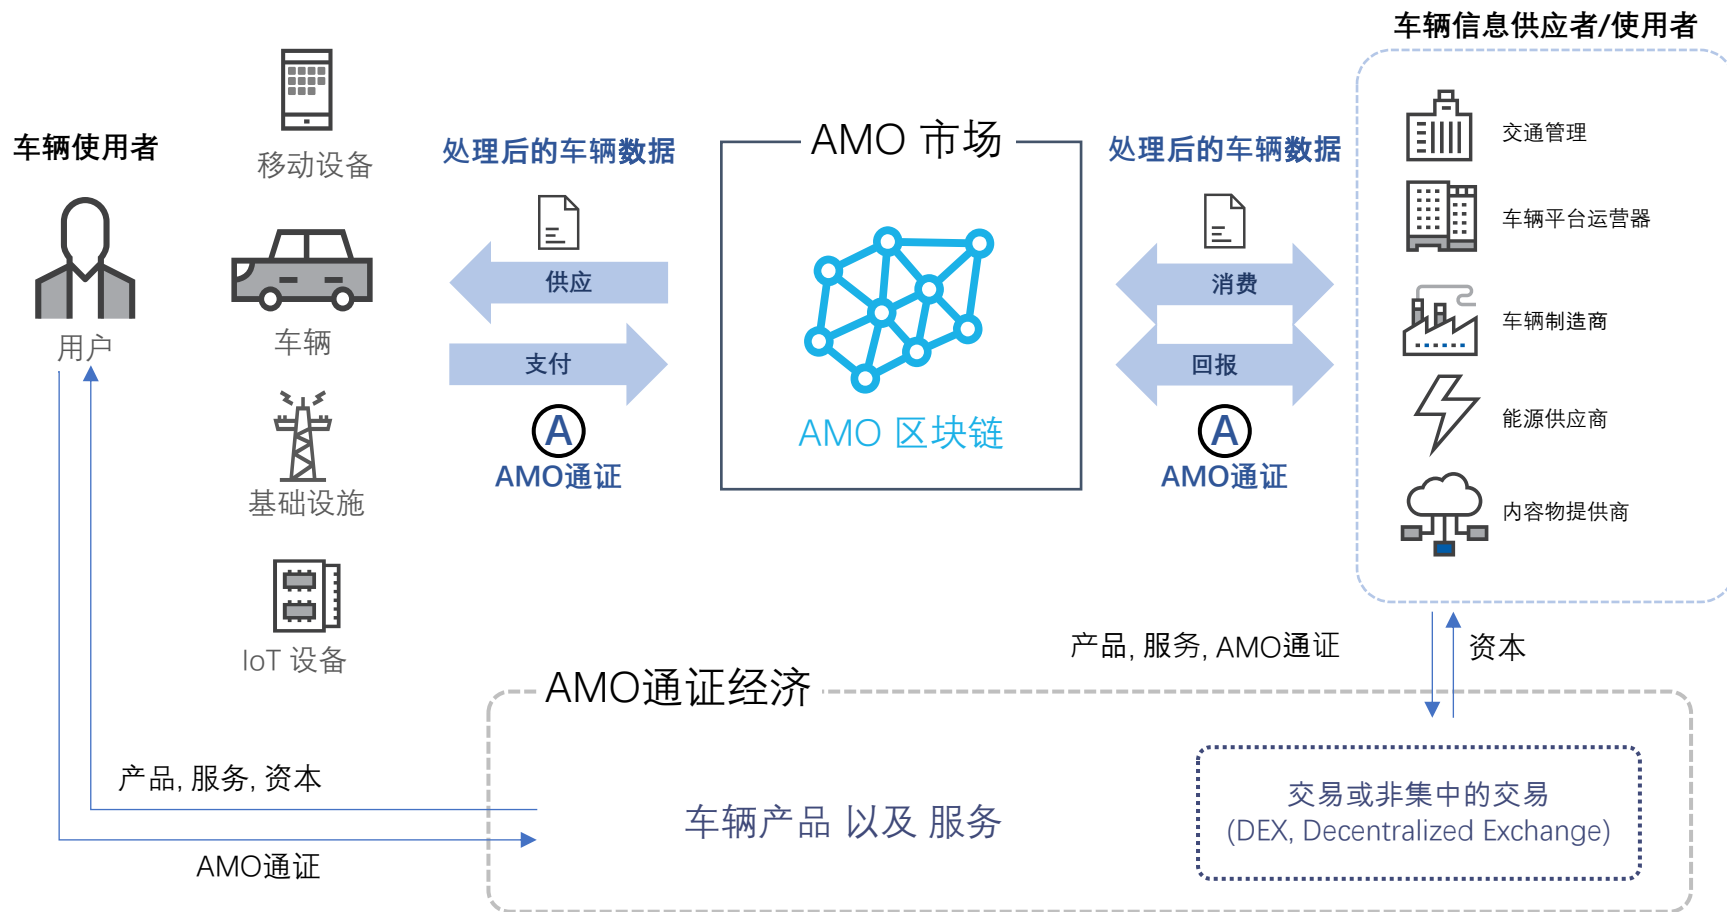 车辆信息供应者/使用者
车辆使用者
用户
移动设备
车辆
基础设施
IoT 设备
处理后的车辆数据
供应
支付
A
AMO通证
AMO 市场
AMO 区块链
处理后的车辆数据
消费
回报
A
AMO通证
交通管理
车辆平台运营器
车辆制造商
能源供应商
内容物提供商
产品, 服务, AMO通证
资本
AMO通证经济
产品, 服务, 资本
AMO通证
车辆产品 以及 服务
交易或非集中的交易
(DEX, Decentralized Exchange)